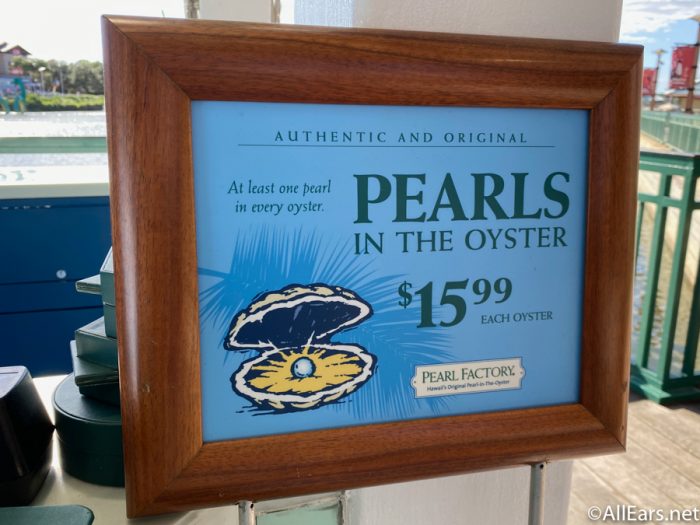 AUTHENTIC AND ORIGINAL
At least one pearl
in every oyster.
PEARLS
IN THE OYSTER
$15.99
EACH OYSTER
PEARL FACTORY.
Hawaii's Original Pearl-In-The-Oyster
©AllEars.net